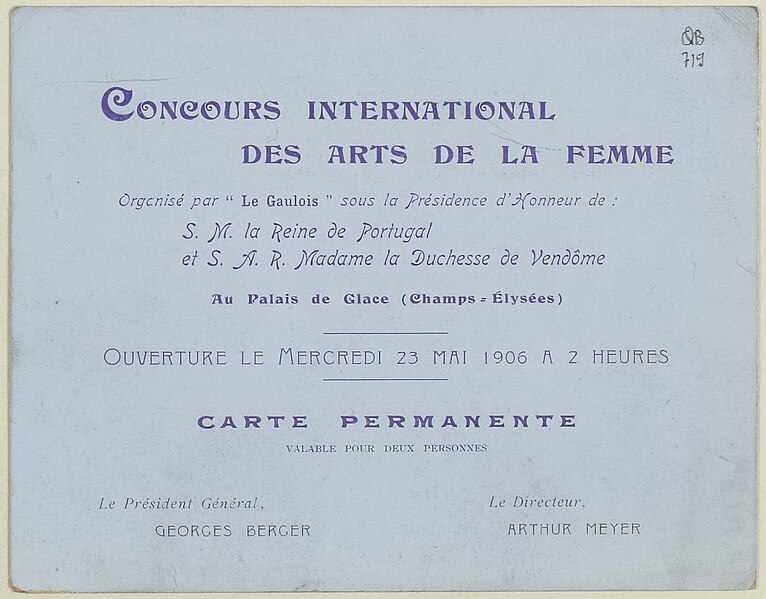 QB
719
CONCOURS INTERNATIONAL
DES ARTS DE LA FEMME
Organisé par “ Le Gaulois ” sous la Présidence d'Honneur de :
S. M. la Reine de Portugal
et S. A. R. Madame la Duchesse de Vendôme
Au Palais de Glace (Champs=Élysées)
OUVERTURE LE MERCREDI 23 MAI 1906 A 2 HEURES
CARTE PERMANENTE
VALABLE POUR DEUX PERSONNES
Le Président Général,
GEORGES BERGER
Le Directeur,
ARTHUR MEYER